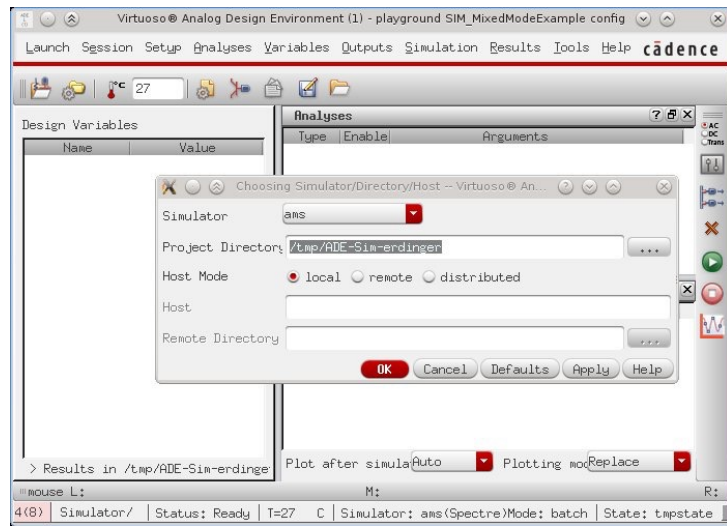 Virtuoso® Analog Design Environment (1) - playground SIM_MixedModeExample config
Launch Session Setup Analyses Variables Outputs Simulation Results Tools Help cādence
°C 27
Design Variables
Name Value
Analyses
Type Enable Arguments
AC
DC
Trans
Choosing Simulator/Directory/Host -- Virtuoso® An...
Simulator ams
Project Directory /tmp/ADE-Sim-erdinger ...
Host Mode local remote distributed
Host
Remote Directory ...
OK Cancel Defaults Apply Help
> Results in /tmp/ADE-Sim-erdinge
Plot after simula Auto Plotting mod Replace
mouse L: M: R:
4(8) Simulator/ Status: Ready T=27 C Simulator: ams(Spectre) Mode: batch State: tmpstate